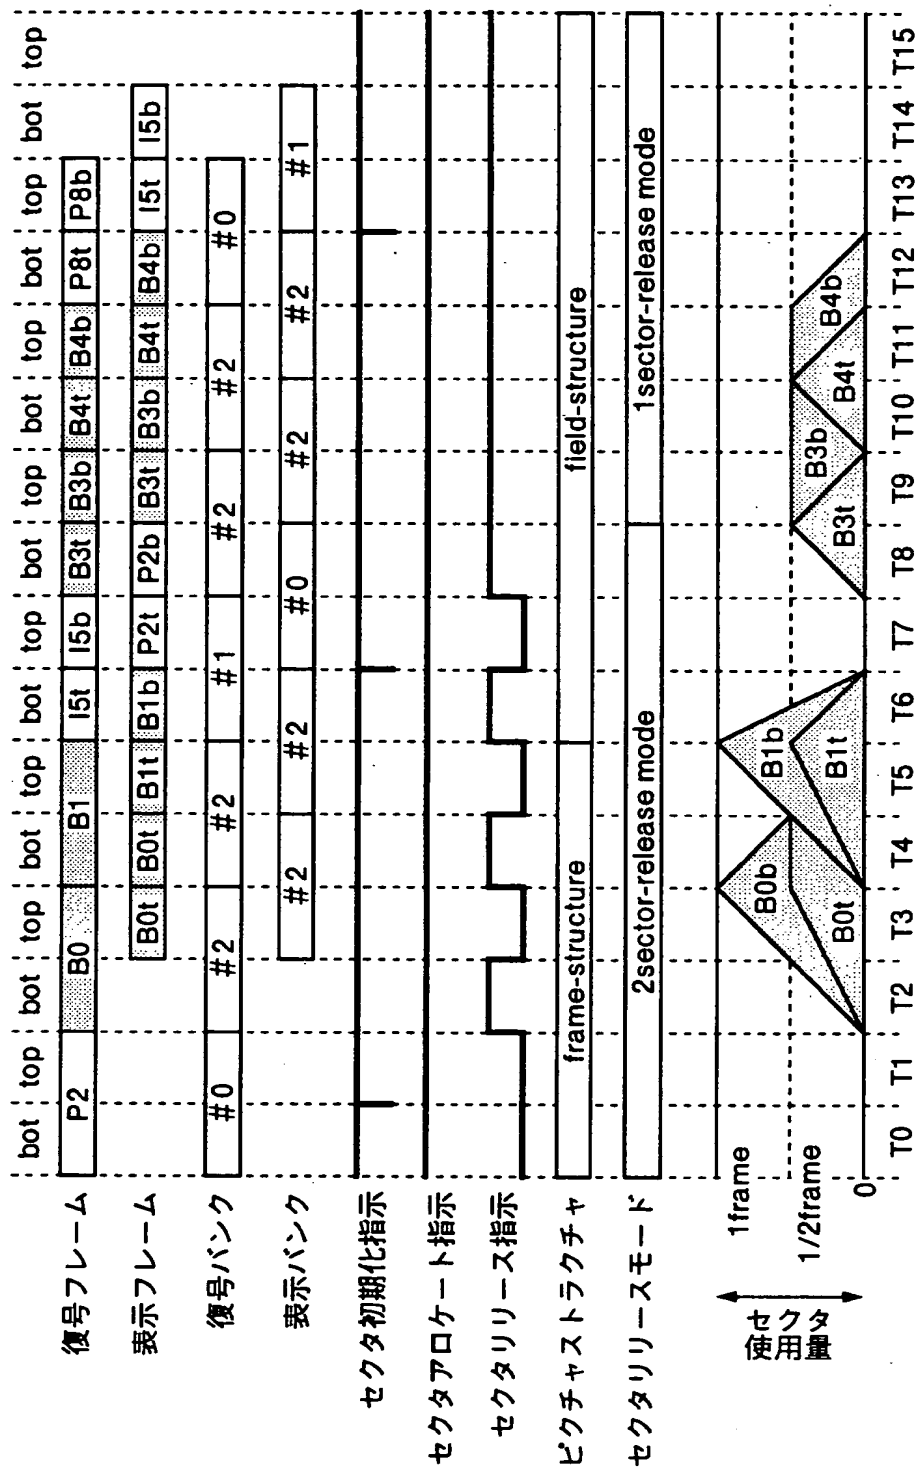 bot top bot top bot top bot top bot top bot top bot top bot top
復号フレーム P2 B0 B1 I5t I5b B3t B3b B4t B4b P8t P8b
表示フレーム B0t B0t B1t B1b P2t P2b B3t B3b B4t B4b I5t I5b
復号バンク #0 #2 #2 #1 #2 #2 #0
表示バンク #2 #2 #0 #2 #2 #1
セクタ初期化指示
セクタアロケート指示
セクタリリース指示
ピクチャストラクチャ frame-structure field-structure
セクタリリースモード 2sector-release mode 1sector-release mode
1frame
1/2frame
0
セクタ
使用量
B0b B1b B3b B4b
B0t B1t B3t B4t
T0 T1 T2 T3 T4 T5 T6 T7 T8 T9 T10 T11 T12 T13 T14 T15